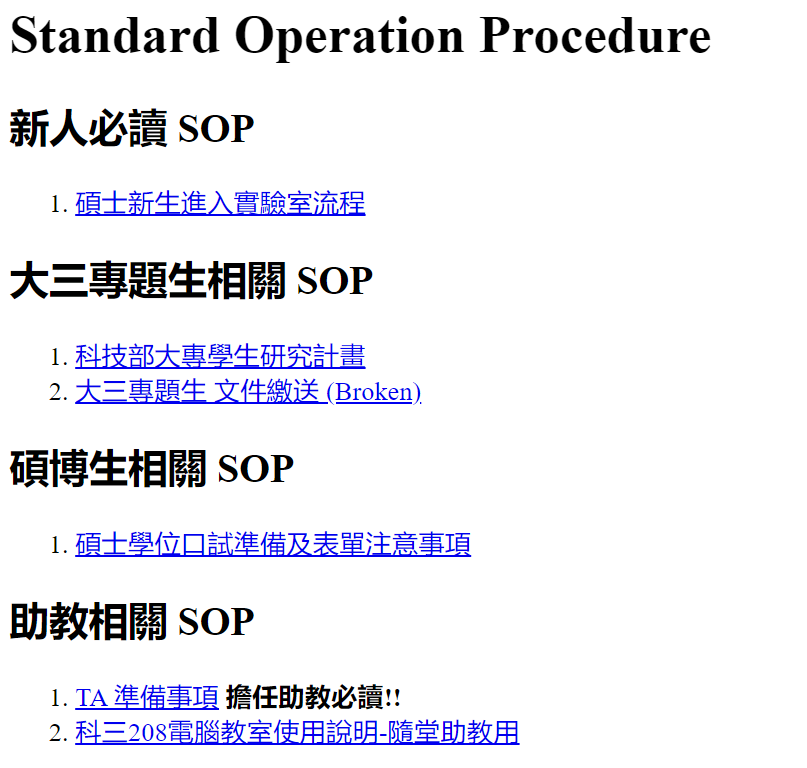 Standard Operation Procedure
新人必讀 SOP
1. 碩士新生進入實驗室流程
大三專題生相關 SOP
1. 科技部大專學生研究計畫
2. 大三專題生 文件繳送 (Broken)
碩博生相關 SOP
1. 碩士學位口試準備及表單注意事項
助教相關 SOP
1. TA 準備事項 擔任助教必讀!!
2. 科三208電腦教室使用說明-隨堂助教用